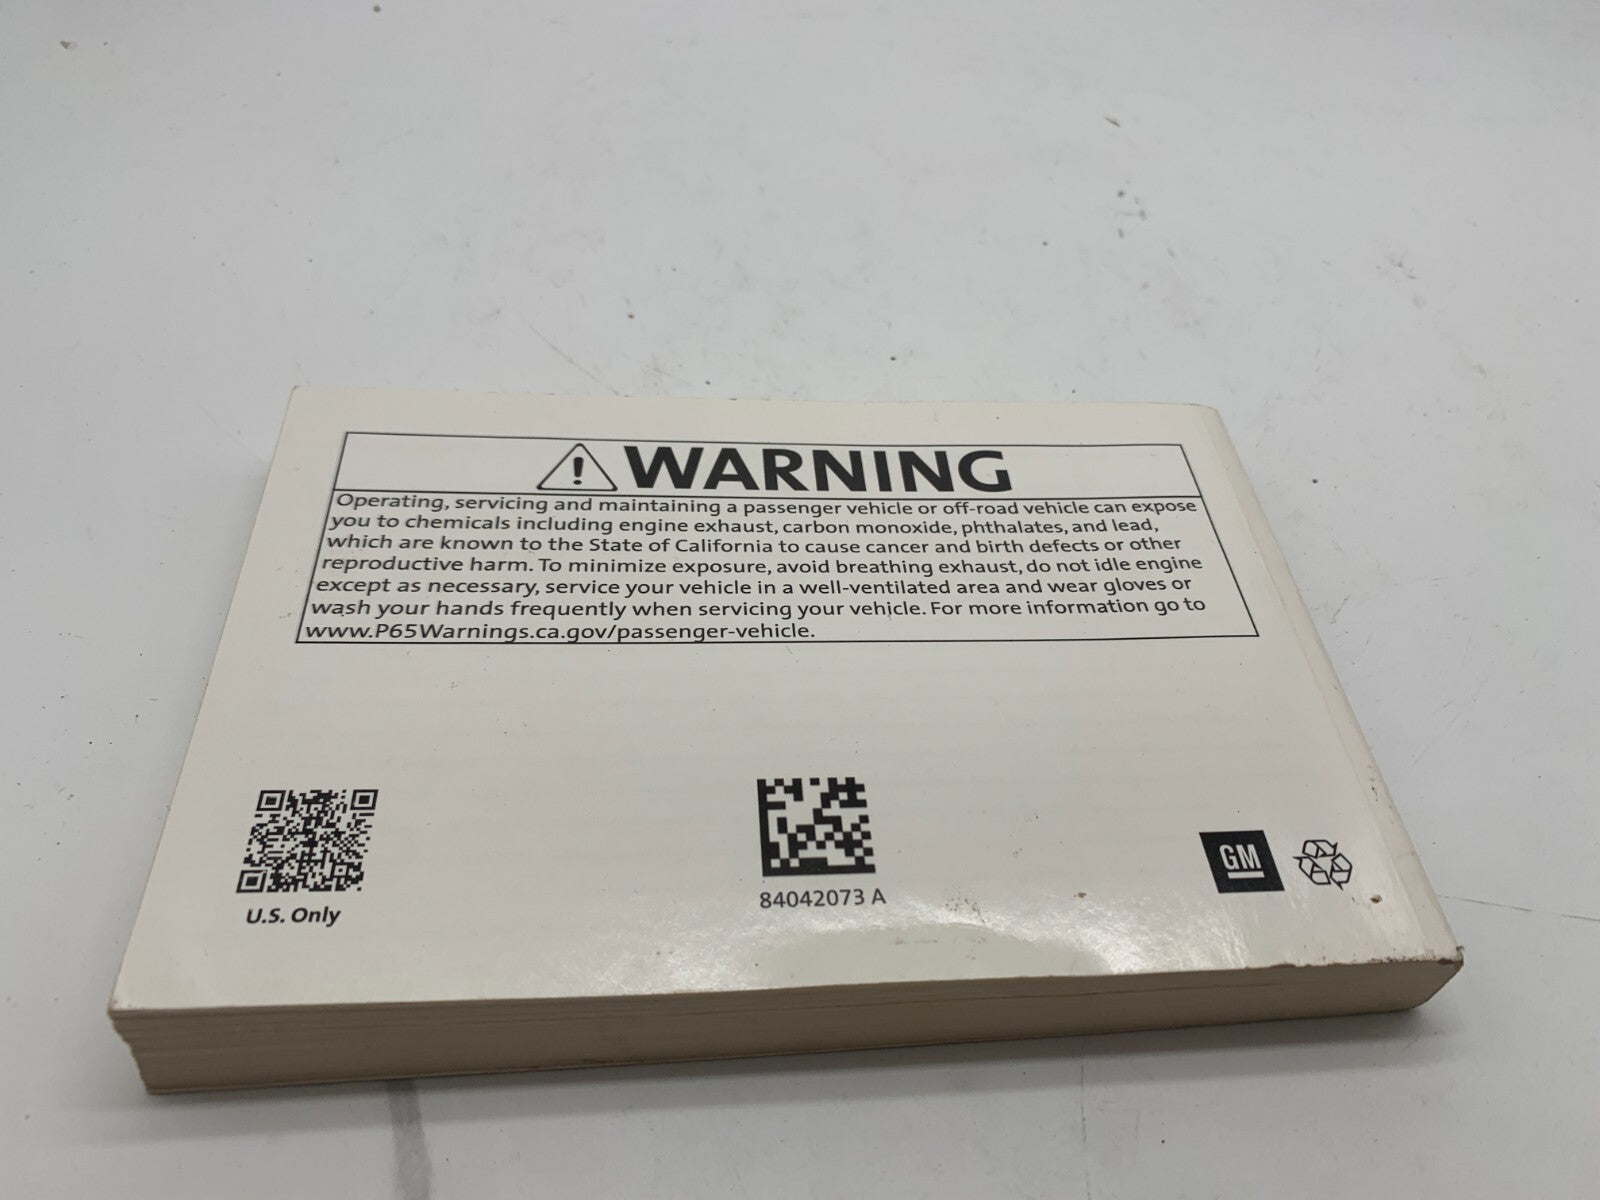 WARNING
Operating, servicing and maintaining a passenger vehicle or off-road vehicle can expose
you to chemicals including engine exhaust, carbon monoxide, phthalates, and lead,
which are known to the State of California to cause cancer and birth defects or other
reproductive harm. To minimize exposure, avoid breathing exhaust, do not idle engine
except as necessary, service your vehicle in a well-ventilated area and wear gloves or
wash your hands frequently when servicing your vehicle. For more information go to
www.P65Warnings.ca.gov/passenger-vehicle.
U.S. Only
84042073 A
GM